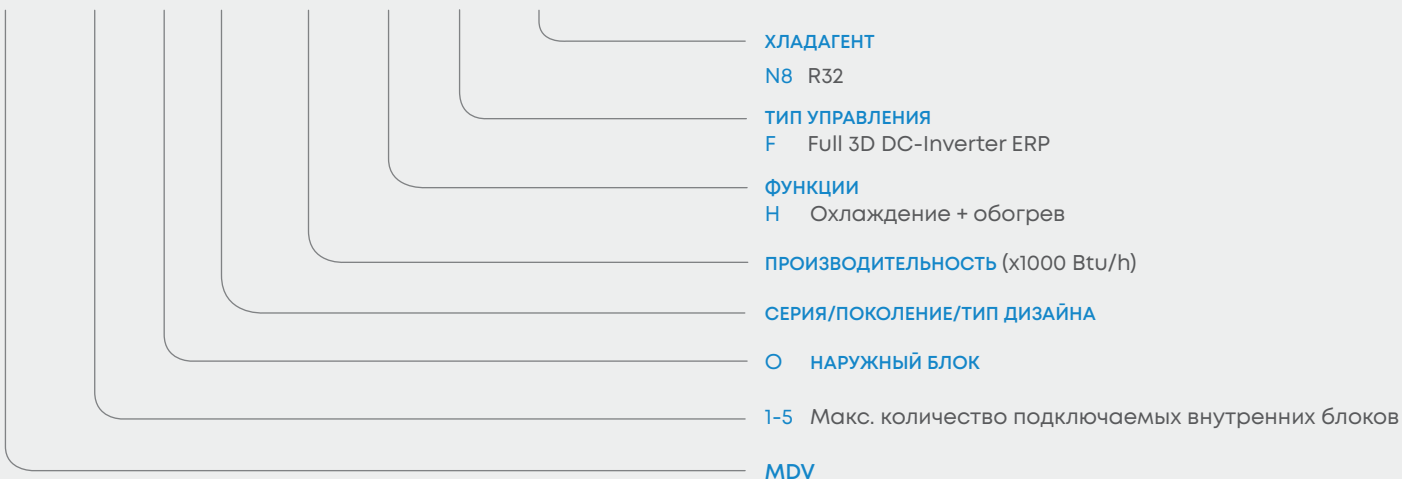 ХЛАДАГЕНТ
N8 R32
ТИП УПРАВЛЕНИЯ
F Full 3D DC-Inverter ERP
ФУНКЦИИ
H Охлаждение + обогрев
ПРОИЗВОДИТЕЛЬНОСТЬ (x1000 Btu/h)
СЕРИЯ/ПОКОЛЕНИЕ/ТИП ДИЗАЙНА
O НАРУЖНЫЙ БЛОК
1-5 Макс. количество подключаемых внутренних блоков
MDV